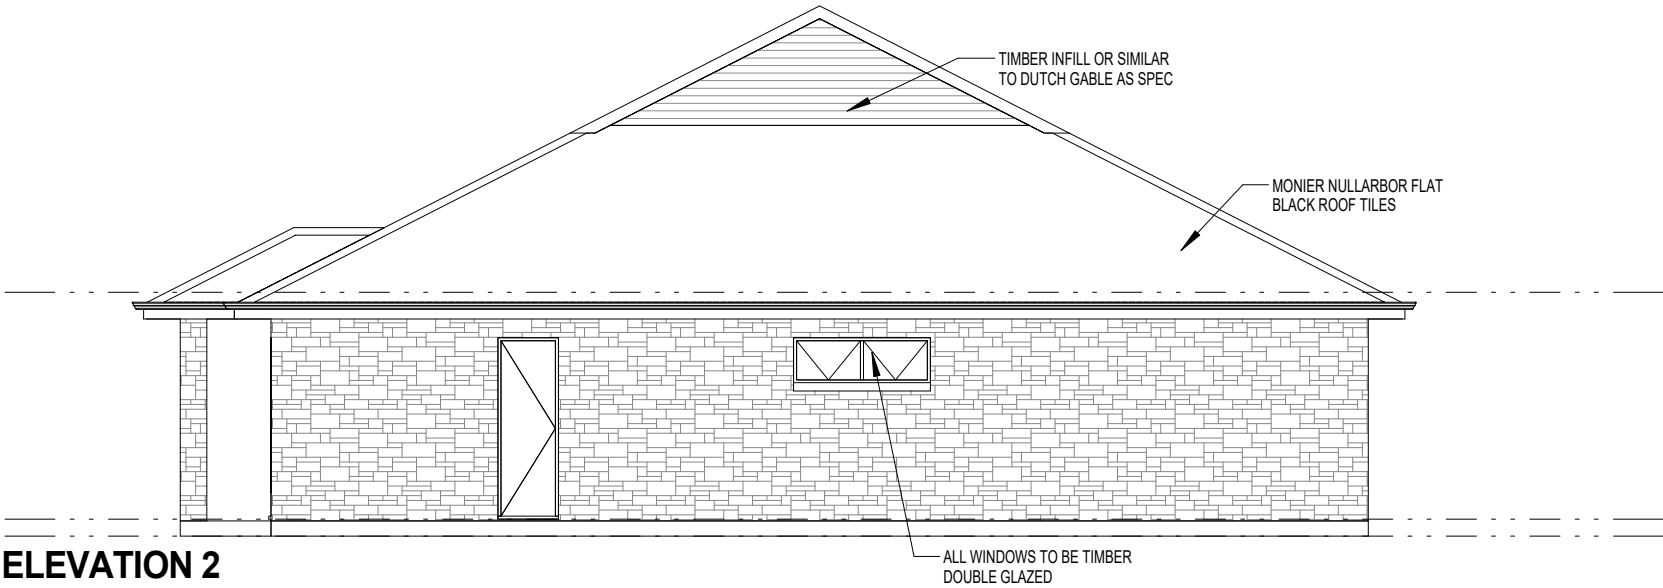 TIMBER INFILL OR SIMILAR
TO DUTCH GABLE AS SPEC
MONIER NULLARBOR FLAT
BLACK ROOF TILES
ALL WINDOWS TO BE TIMBER
DOUBLE GLAZED
ELEVATION 2